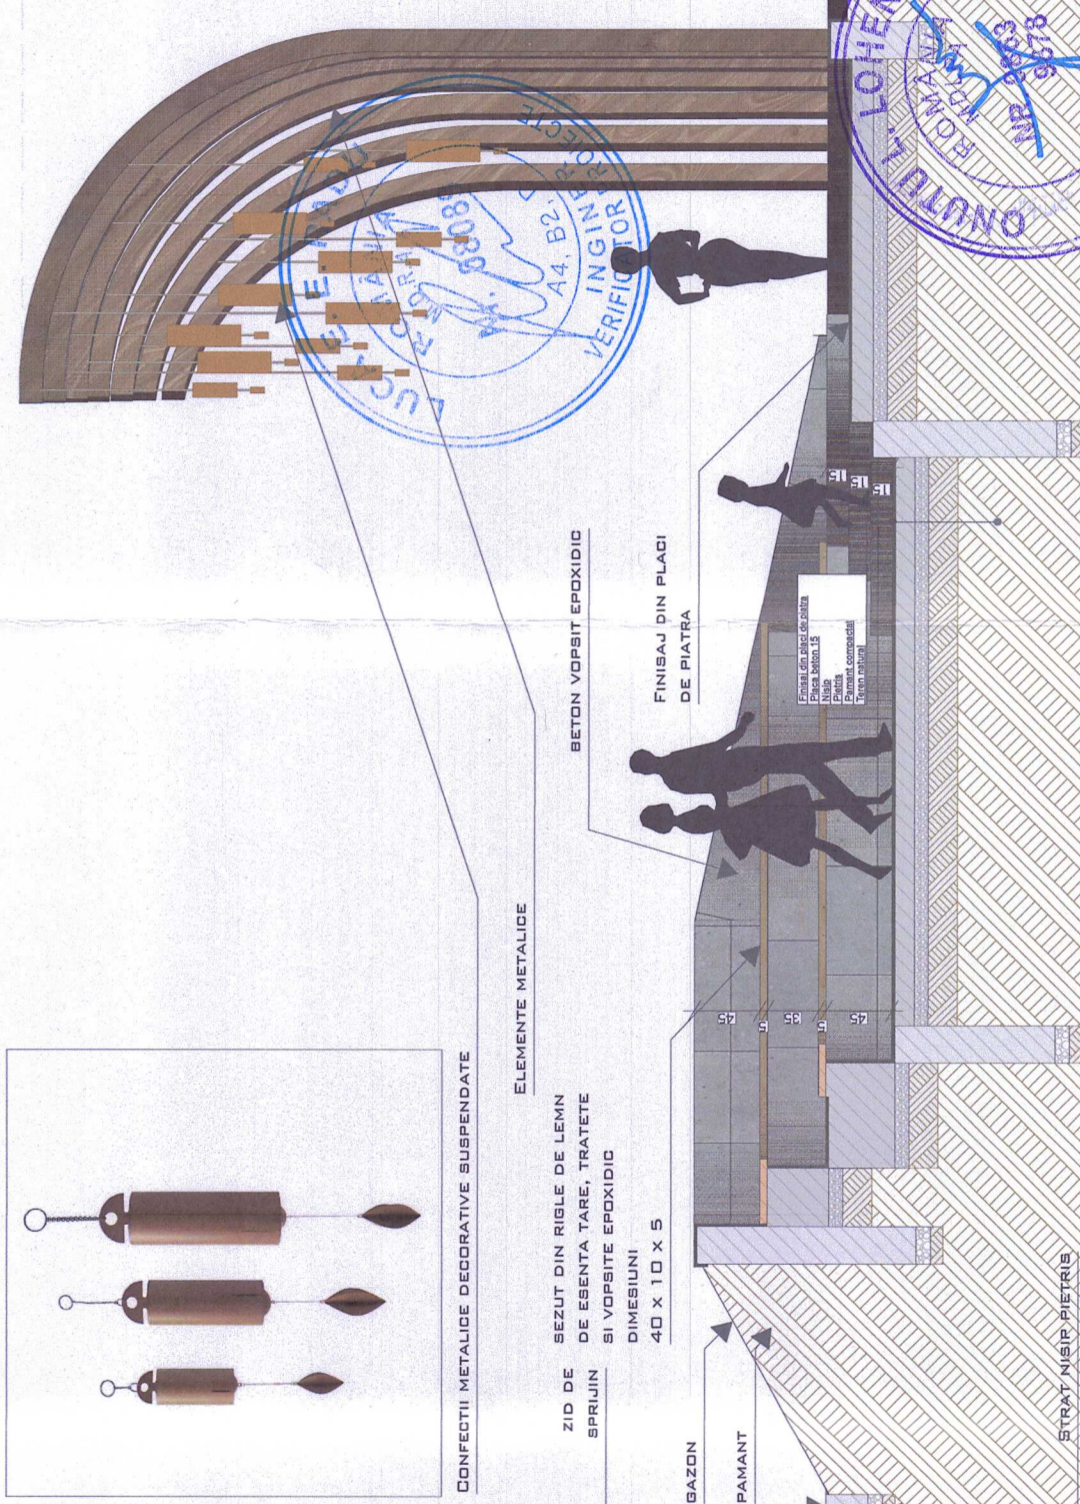 CONFECTII METALICE DECORATIVE SUSPENDATE
ELEMENTE METALICE
ZID DE
SPRIJIN
SEZUT DIN RIGLE DE LEMN
DE ESENTA TARE, TRATETE
SI VOPSITE EPOXIDIC
DIMESIUNI
40 X 10 X 5
BETON VOPSIT EPOXIDIC
FINISAJ DIN PLACI
DE PIATRA
GAZON
PAMANT
STRAT NISIP PIETRIS
Finisaj din placi de piatra
Placa beton 15
Nisip
Pietris
Pamant compactat
Teren natural
45
5
35
5
45
15
15
15
A4, B2,
INGINER
VERIFICATOR PROIECTE
ROMANIA
NR.
9678